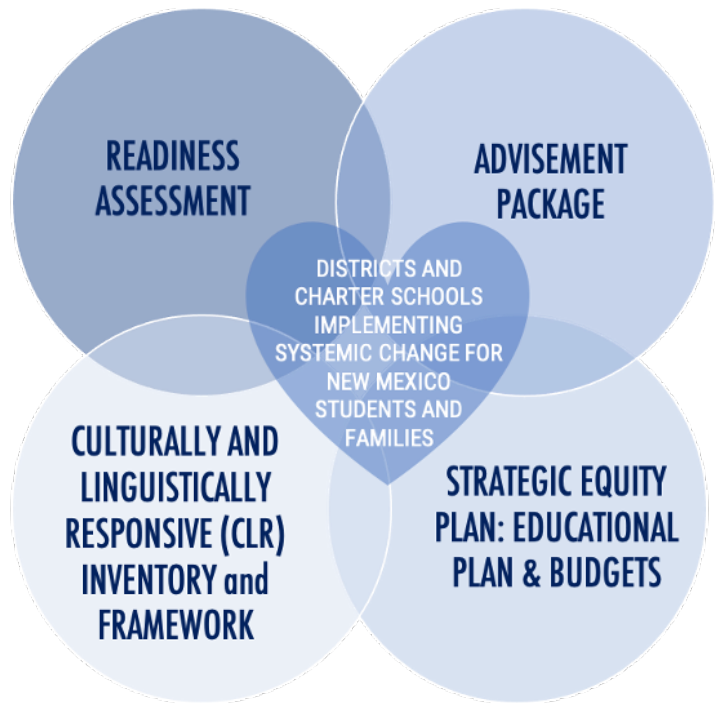 READINESS
ASSESSMENT
ADVISEMENT
PACKAGE
DISTRICTS AND
CHARTER SCHOOLS
IMPLEMENTING
SYSTEMIC CHANGE FOR
NEW MEXICO
STUDENTS AND
FAMILIES
CULTURALLY AND
LINGUISTICALLY
RESPONSIVE (CLR)
INVENTORY and
FRAMEWORK
STRATEGIC EQUITY
PLAN: EDUCATIONAL
PLAN & BUDGETS